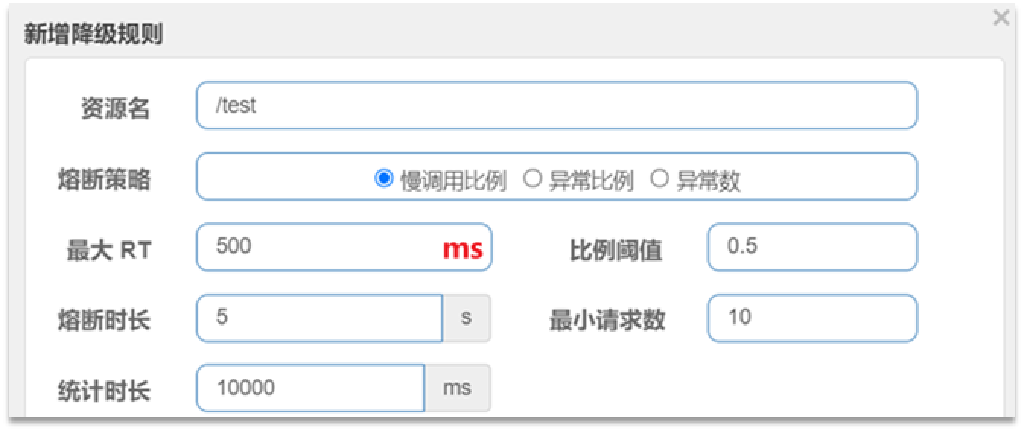 新增降级规则
×
资源名 /test
熔断策略 慢调用比例 异常比例 异常数
最大 RT 500 ms 比例阈值 0.5
熔断时长 5 s 最小请求数 10
统计时长 10000 ms